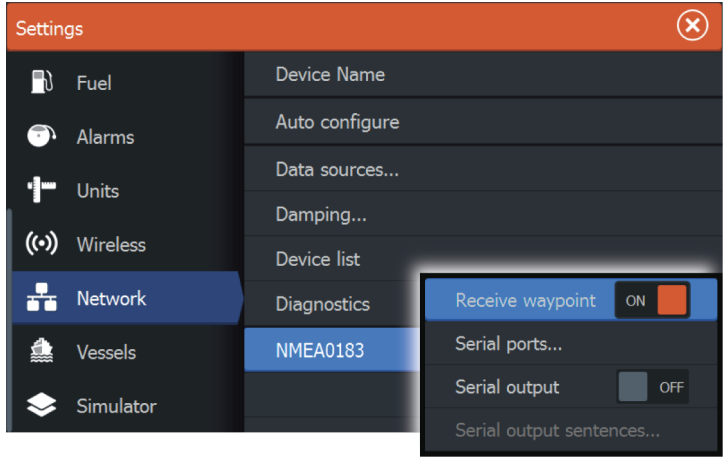 Settings
Fuel
Alarms
Units
Wireless
Network
Vessels
Simulator
Device Name
Auto configure
Data sources...
Damping...
Device list
Diagnostics
NMEA0183
Receive waypoint ON
Serial ports...
Serial output OFF
Serial output sentences...